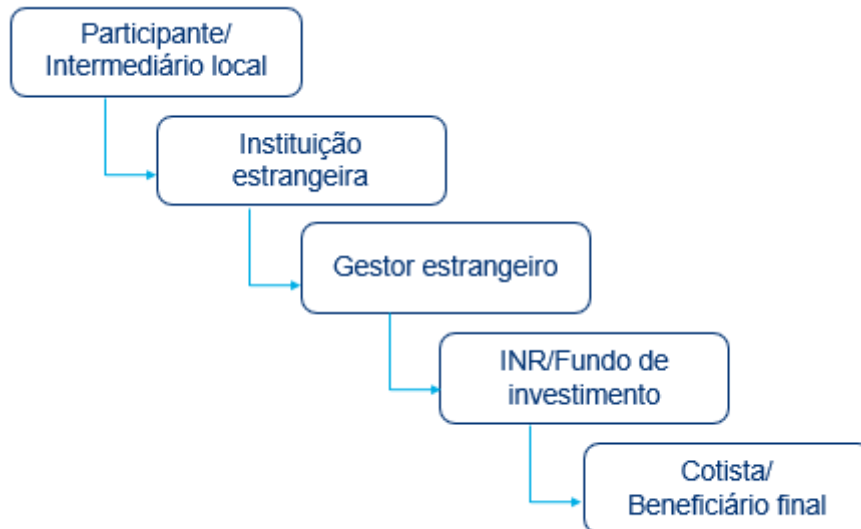 Participante/
Intermediário local
Instituição
estrangeira
Gestor estrangeiro
INR/Fundo de
investimento
Cotista/
Beneficiário final